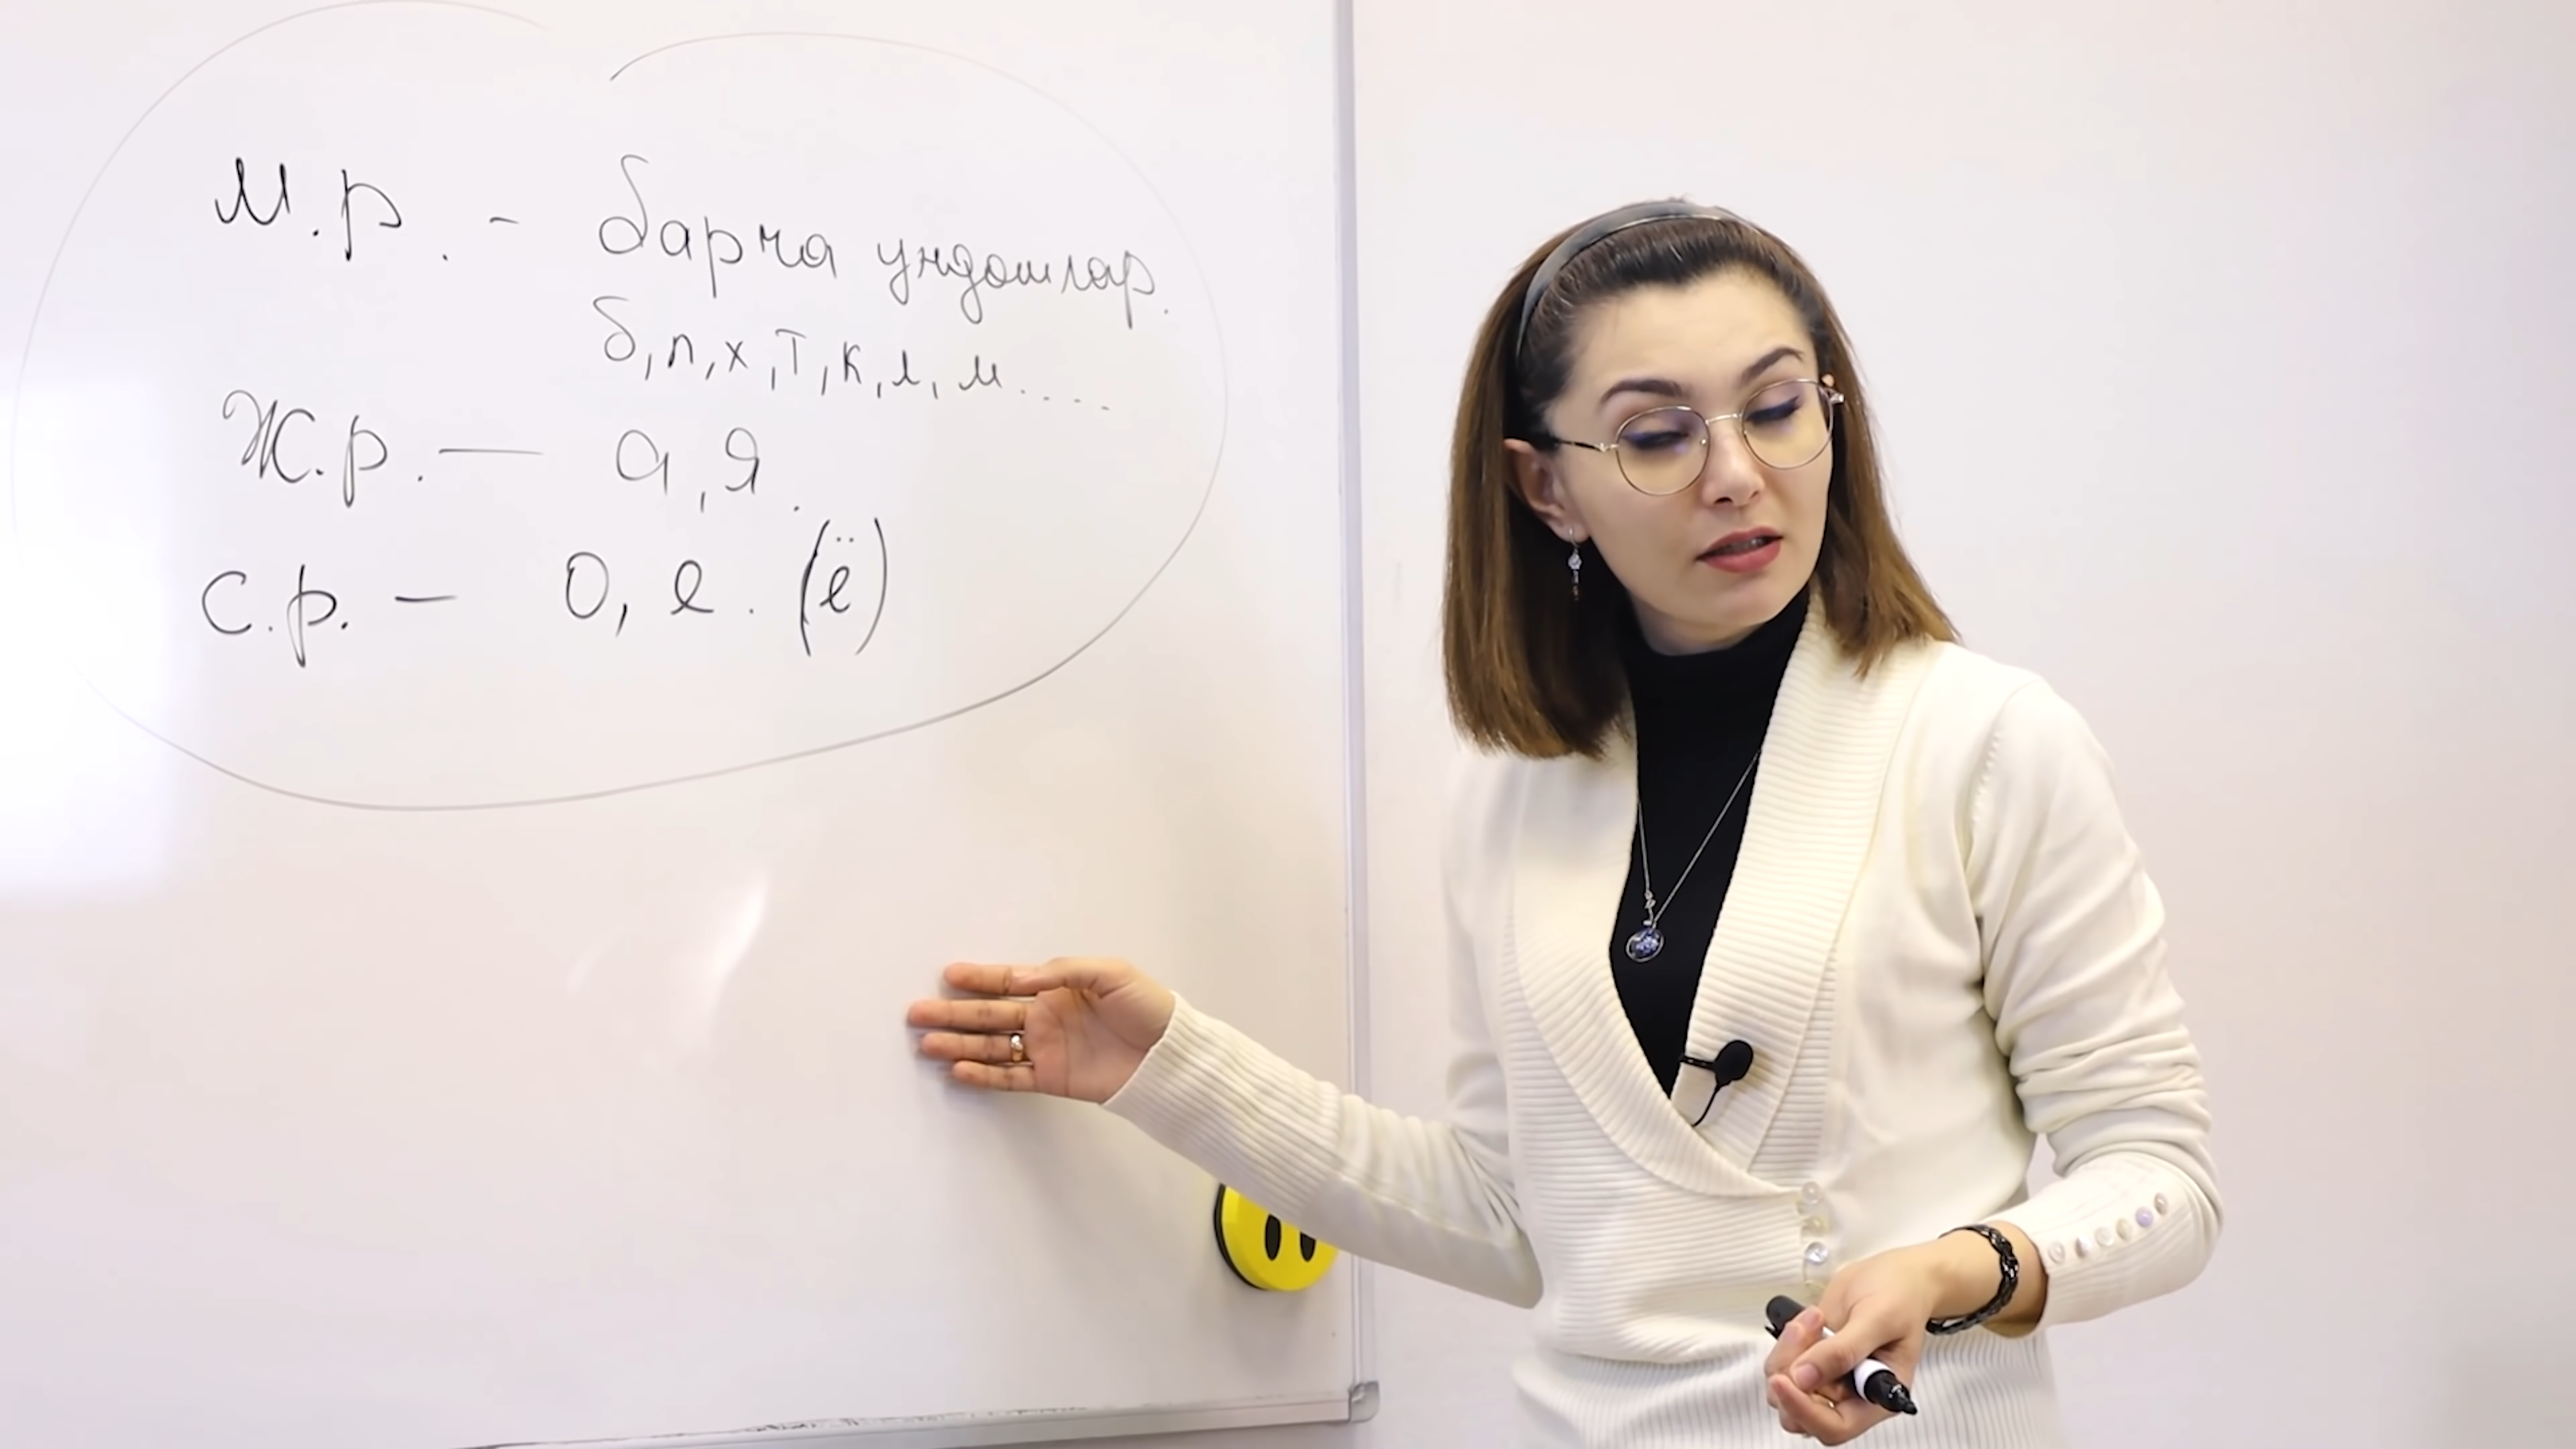 М.р. - барча ундошлар.
б, п, х, т, к, л, м....
Ж.р. — а, я.
С.р. — о, е. (ё)